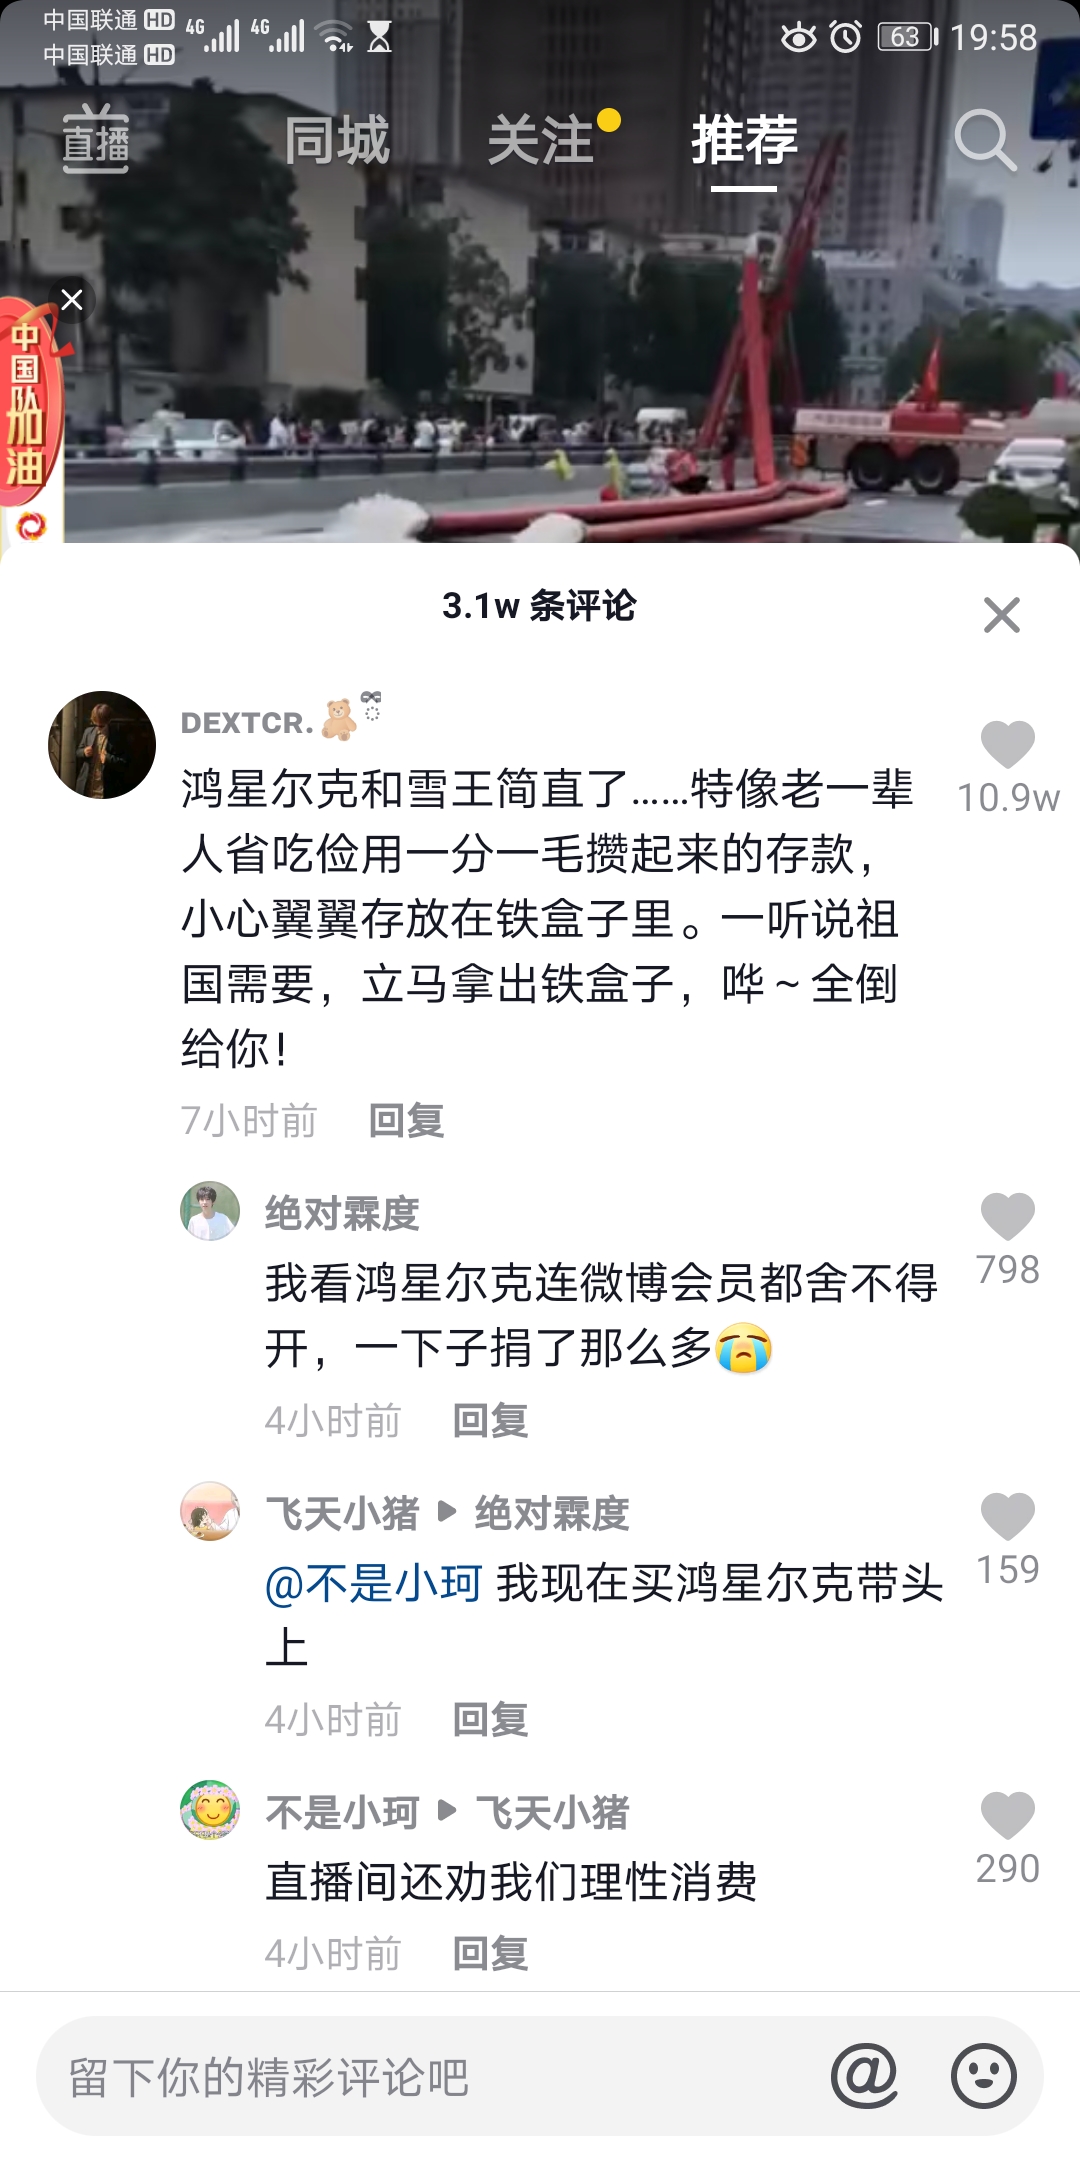 中国联通 HD 4G 4G 63 19:58
中国联通 HD
直播 同城 关注 推荐
中国队加油
3.1w 条评论
DEXTCR.
鸿星尔克和雪王简直了……特像老一辈
人省吃俭用一分一毛攒起来的存款，
小心翼翼存放在铁盒子里。一听说祖
国需要，立马拿出铁盒子，哗～全倒
给你！
10.9w
7小时前 回复
绝对霖度
我看鸿星尔克连微博会员都舍不得
开，一下子捐了那么多😭
798
4小时前 回复
飞天小猪 ▶ 绝对霖度
@不是小珂 我现在买鸿星尔克带头
上
159
4小时前 回复
不是小珂 ▶ 飞天小猪
直播间还劝我们理性消费
290
4小时前 回复
留下你的精彩评论吧 @